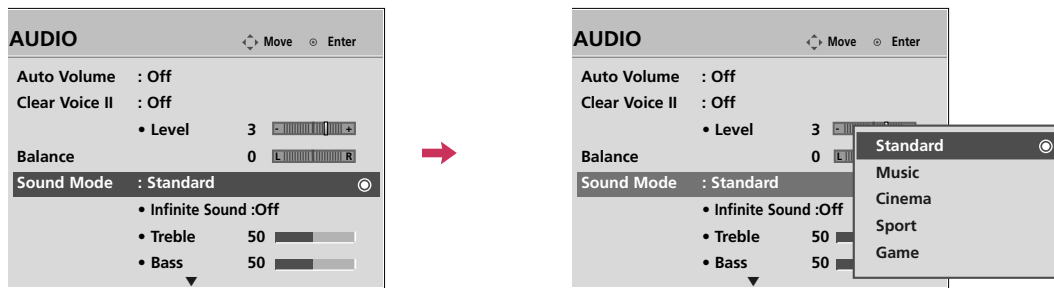 AUDIO Move Enter
Auto Volume : Off
Clear Voice II : Off
• Level 3 - +
Balance 0 L R
Sound Mode : Standard
• Infinite Sound :Off
• Treble 50
• Bass 50
AUDIO Move Enter
Auto Volume : Off
Clear Voice II : Off
• Level 3 -
Balance 0 L
Sound Mode : Standard
• Infinite Sound :Off
• Treble 50
• Bass 50
Standard
Music
Cinema
Sport
Game